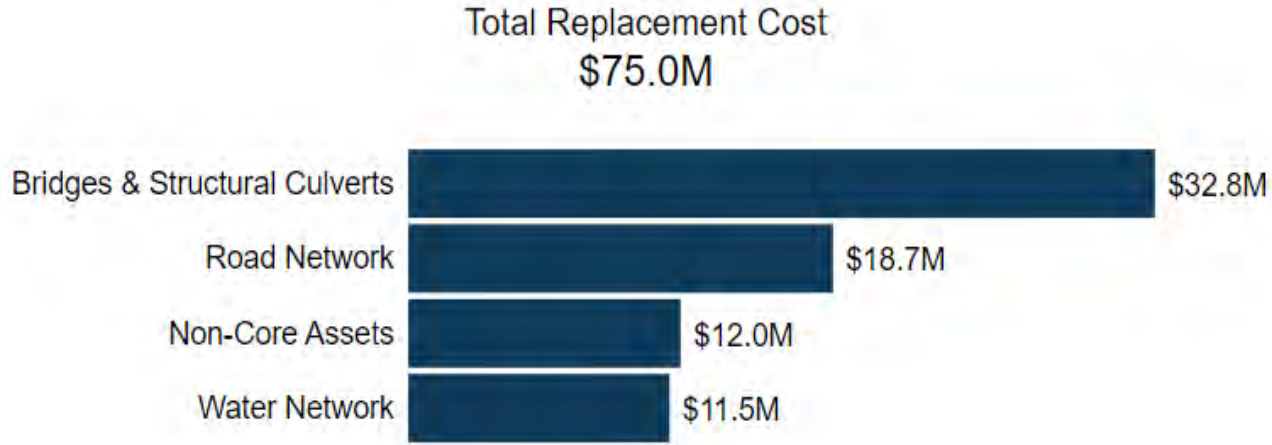 Total Replacement Cost
$75.0M
Bridges & Structural Culverts $32.8M
Road Network $18.7M
Non-Core Assets $12.0M
Water Network $11.5M